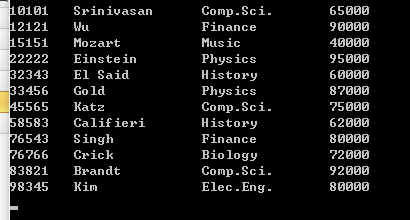 10101 Srinivasan Comp.Sci. 65000
12121 Wu Finance 90000
15151 Mozart Music 40000
22222 Einstein Physics 95000
32343 El Said History 60000
33456 Gold Physics 87000
45565 Katz Comp.Sci. 75000
58583 Califieri History 62000
76543 Singh Finance 80000
76766 Crick Biology 72000
83821 Brandt Comp.Sci. 92000
98345 Kim Elec.Eng. 80000